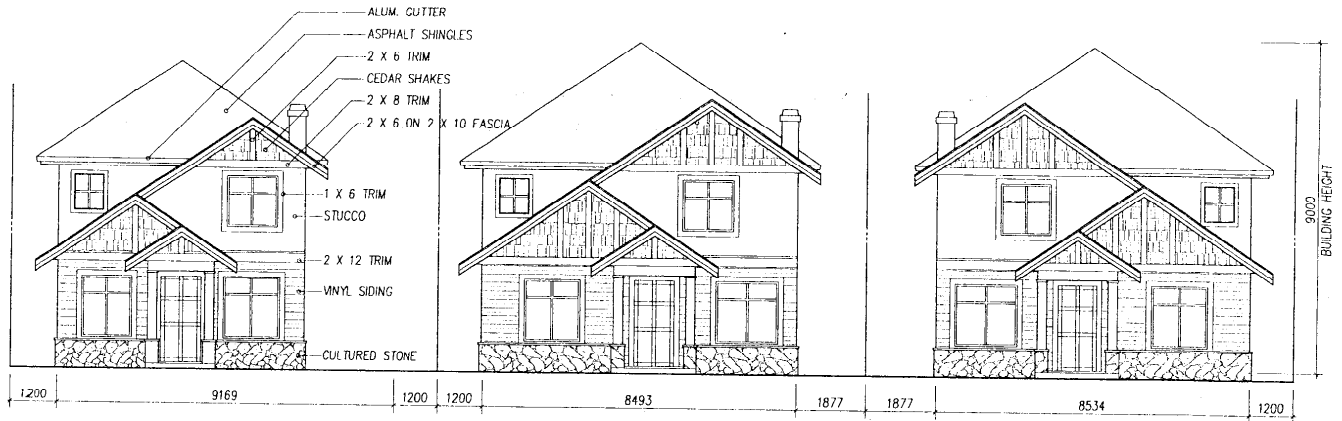 ALUM. GUTTER
ASPHALT SHINGLES
2 X 6 TRIM
CEDAR SHAKES
2 X 8 TRIM
2 X 6 ON 2 X 10 FASCIA
1 X 6 TRIM
STUCCO
2 X 12 TRIM
VINYL SIDING
CULTURED STONE
9000
BUILDING HEIGHT
1200 9169 1200 1200 8493 1877 1877 8534 1200